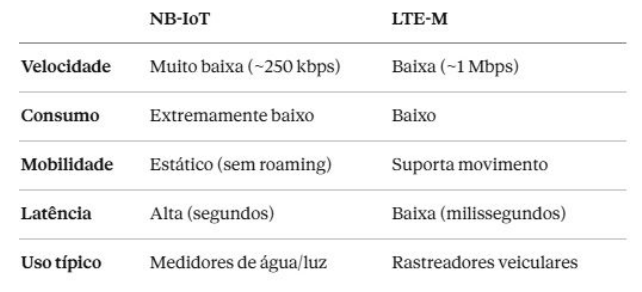 NB-IoT LTE-M
Velocidade Muito baixa (~250 kbps) Baixa (~1 Mbps)
Consumo Extremamente baixo Baixo
Mobilidade Estático (sem roaming) Suporta movimento
Latência Alta (segundos) Baixa (milissegundos)
Uso típico Medidores de água/luz Rastreadores veiculares